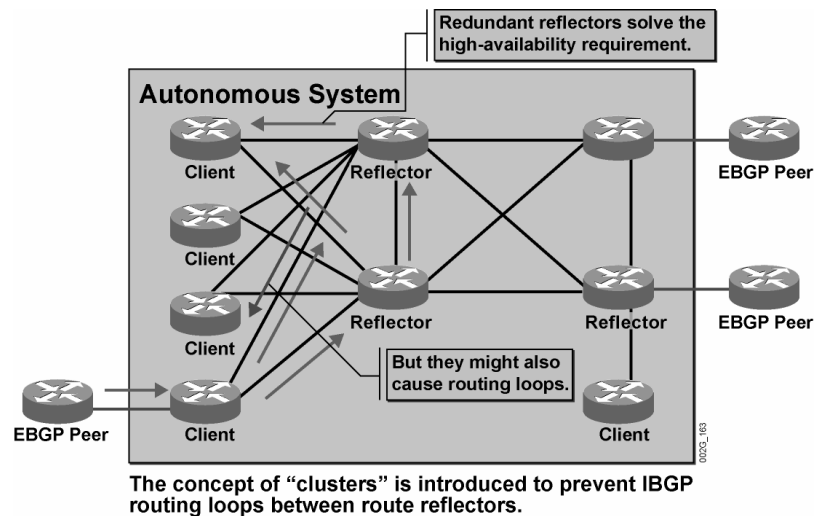 Redundant reflectors solve the
high-availability requirement.
Autonomous System
Client
Reflector
EBGP Peer
Client
Client
Reflector
Reflector
EBGP Peer
But they might also
cause routing loops.
EBGP Peer
Client
Client
002G_163
The concept of “clusters” is introduced to prevent IBGP
routing loops between route reflectors.